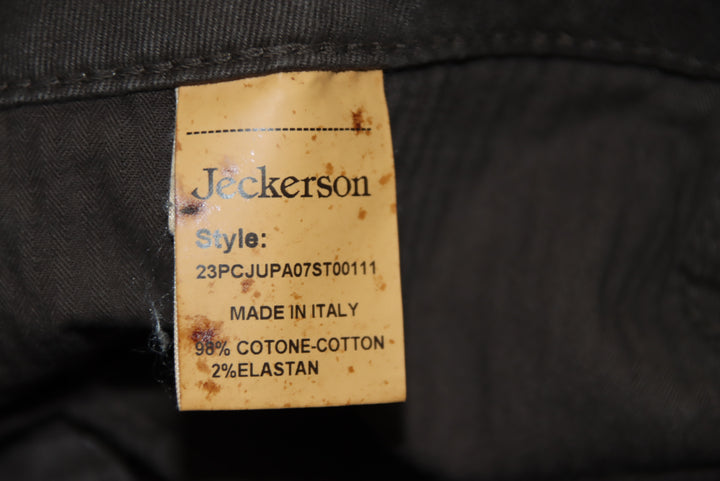 Jeckerson
Style:
23PCJUPA07ST00111
MADE IN ITALY
98% COTONE-COTTON
2%ELASTAN